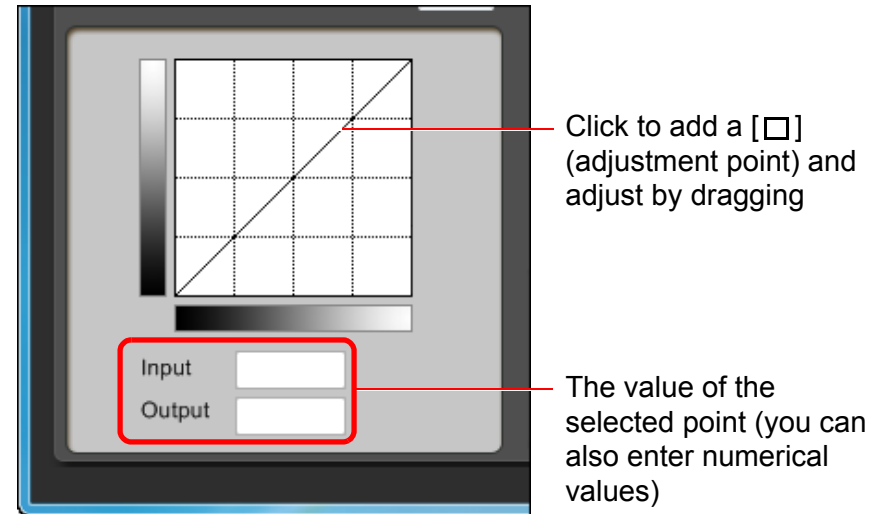 Click to add a [□]
(adjustment point) and
adjust by dragging
Input
Output
The value of the
selected point (you can
also enter numerical
values)